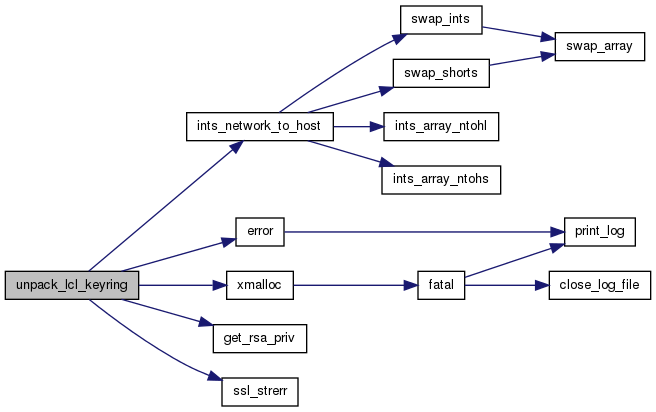 swap_ints
swap_array
swap_shorts
ints_network_to_host
ints_array_ntohl
ints_array_ntohs
error
print_log
unpack_lcl_keyring
xmalloc
fatal
close_log_file
get_rsa_priv
ssl_strerr